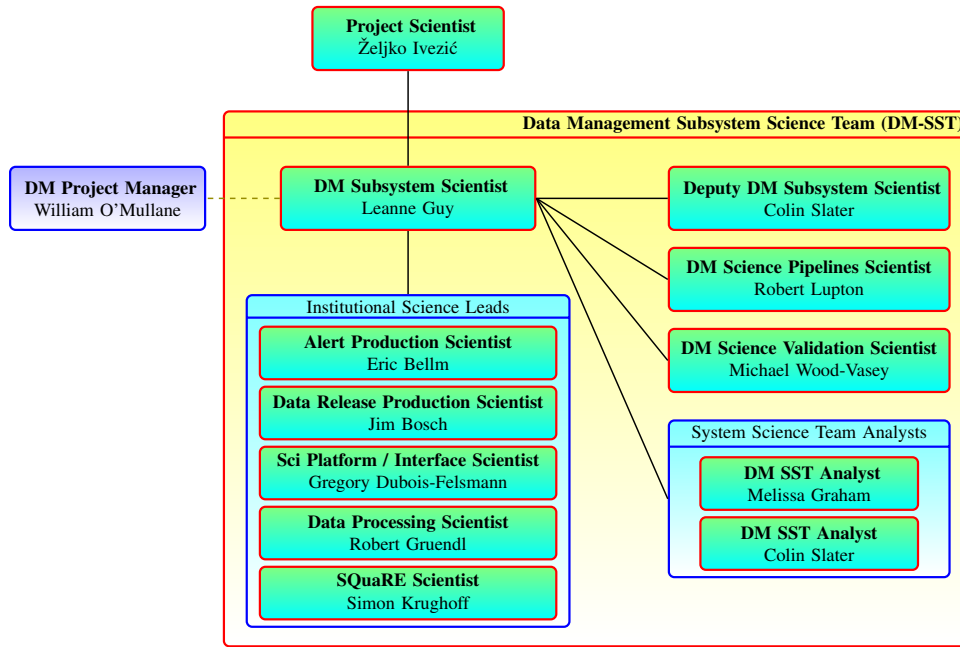 Project Scientist
Željko Ivezić
Data Management Subsystem Science Team (DM-SST)
DM Project Manager
William O’Mullane
DM Subsystem Scientist
Leanne Guy
Deputy DM Subsystem Scientist
Colin Slater
DM Science Pipelines Scientist
Robert Lupton
DM Science Validation Scientist
Michael Wood-Vasey
Institutional Science Leads
Alert Production Scientist
Eric Bellm
Data Release Production Scientist
Jim Bosch
Sci Platform / Interface Scientist
Gregory Dubois-Felsmann
Data Processing Scientist
Robert Gruendl
SQuaRE Scientist
Simon Krughoff
System Science Team Analysts
DM SST Analyst
Melissa Graham
DM SST Analyst
Colin Slater